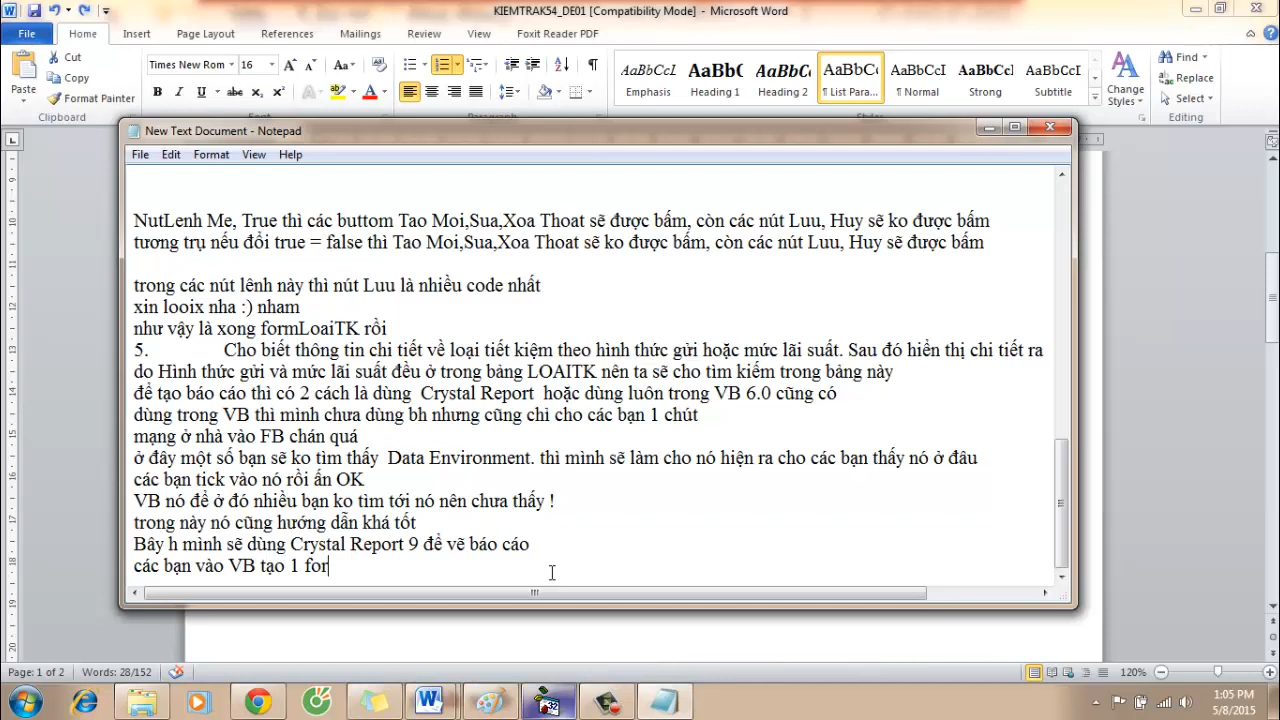 KIEMTRAK54_DE01 [Compatibility Mode] - Microsoft Word
File Home Insert Page Layout References Mailings Review View Foxit Reader PDF
Paste Cut Copy Format Painter Clipboard
Times New Rom 16
AaBbCcI AaBb( AaBbCc AaBbCc AaBbCcI AaBbCc AaBbCcI
Emphasis Heading 1 Heading 2 ¶ List Para... ¶ Normal Strong Subtitle
Change Styles
Find Replace Select Editing
New Text Document - Notepad
File Edit Format View Help
NutLenh Me, True thì các buttom Tao Moi,Sua,Xoa Thoat sẽ được bấm, còn các nút Luu, Huy sẽ ko được bấm
tương trụ nếu đổi true = false thì Tao Moi,Sua,Xoa Thoat sẽ ko được bấm, còn các nút Luu, Huy sẽ được bấm
trong các nút lênh này thì nút Luu là nhiều code nhất
xin looix nha :) nham
như vậy là xong formLoaiTK rồi
5. Cho biết thông tin chi tiết về loại tiết kiệm theo hình thức gửi hoặc mức lãi suất. Sau đó hiển thị chi tiết ra
do Hình thức gửi và mức lãi suất đều ở trong bảng LOAITK nên ta sẽ cho tìm kiếm trong bảng này
để tạo báo cáo thì có 2 cách là dùng Crystal Report hoặc dùng luôn trong VB 6.0 cũng có
dùng trong VB thì mình chưa dùng bh nhưng cũng chỉ cho các bạn 1 chút
mạng ở nhà vào FB chán quá
ở đây một số bạn sẽ ko tìm thấy Data Environment. thì mình sẽ làm cho nó hiện ra cho các bạn thấy nó ở đâu
các bạn tick vào nó rồi ấn OK
VB nó để ở đó nhiều bạn ko tìm tới nó nên chưa thấy !
trong này nó cũng hướng dẫn khá tốt
Bây h mình sẽ dùng Crystal Report 9 để vẽ báo cáo
các bạn vào VB tạo 1 for
Page: 1 of 2 Words: 28/152 120%
1:05 PM
5/8/2015